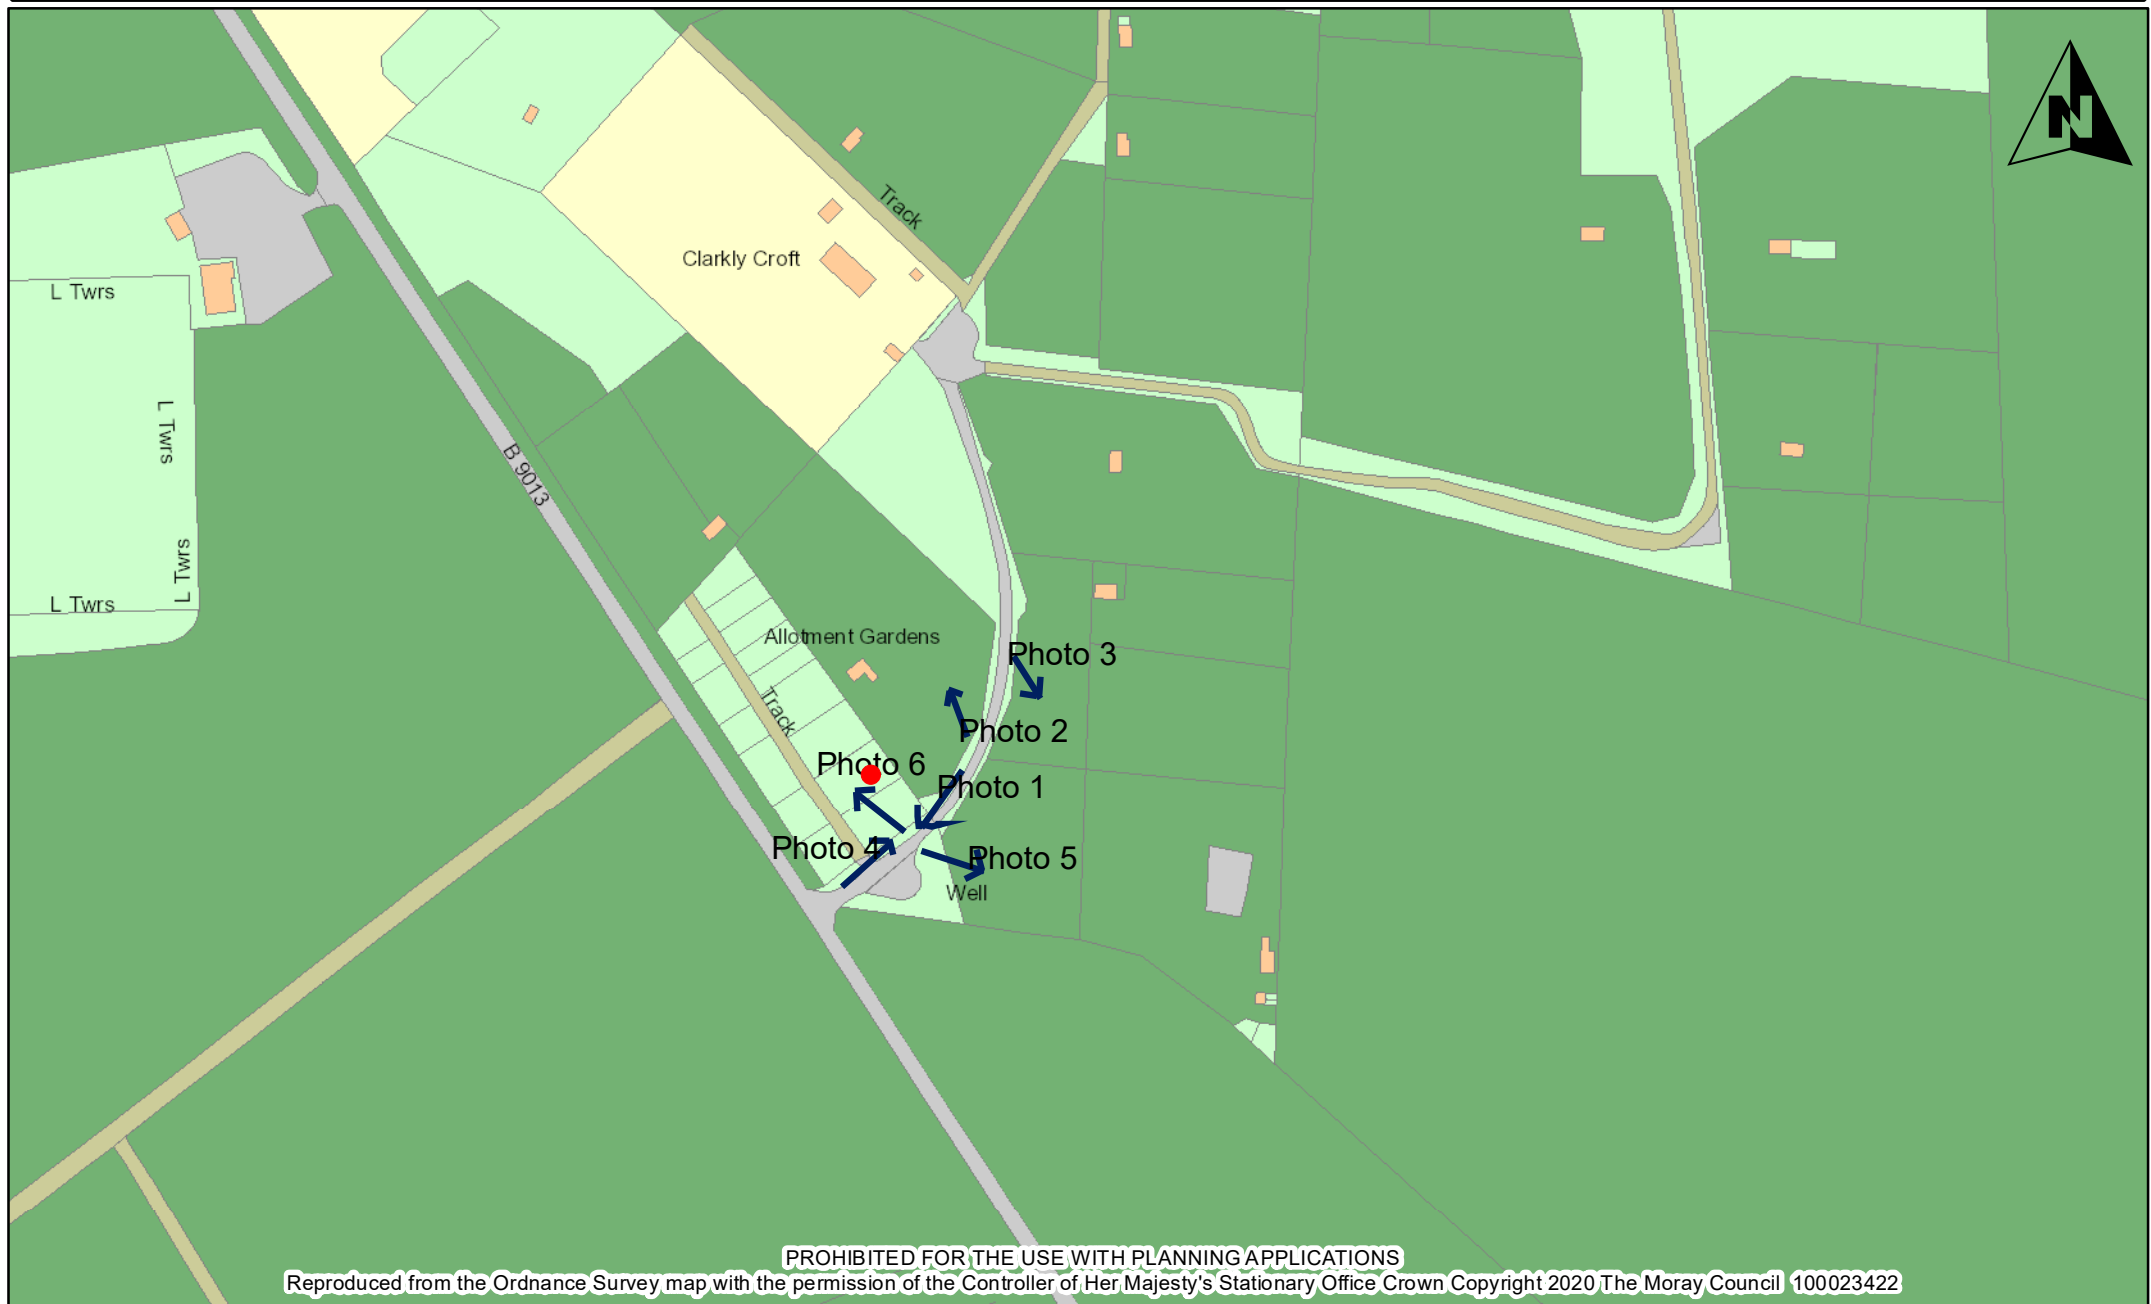 N
Track
Clarkly Croft
L Twrs
L Twrs
B 9013
L Twrs
L Twrs
Allotment Gardens
Photo 3
Track
Photo 2
Photo 6
Photo 1
Photo 4
Photo 5
Well
PROHIBITED FOR THE USE WITH PLANNING APPLICATIONS
Reproduced from the Ordnance Survey map with the permission of the Controller of Her Majesty's Stationary Office Crown Copyright 2020 The Moray Council 100023422